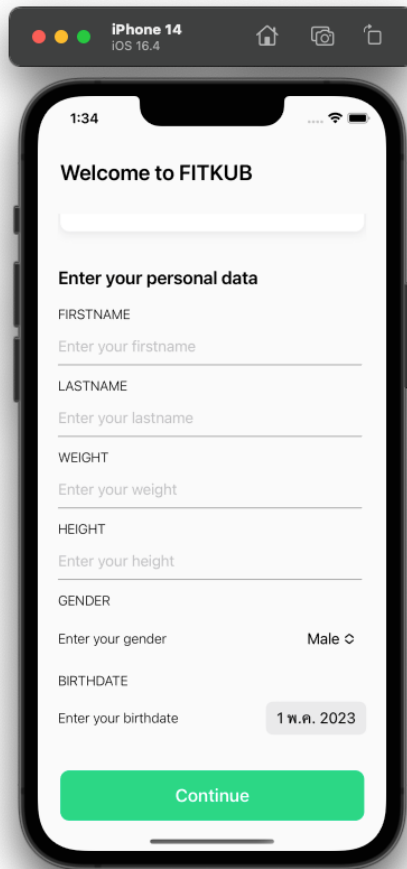 iPhone 14
iOS 16.4
1:34
Welcome to FITKUB
Enter your personal data
FIRSTNAME
Enter your firstname
LASTNAME
Enter your lastname
WEIGHT
Enter your weight
HEIGHT
Enter your height
GENDER
Enter your gender Male
BIRTHDATE
Enter your birthdate 1 พ.ค. 2023
Continue